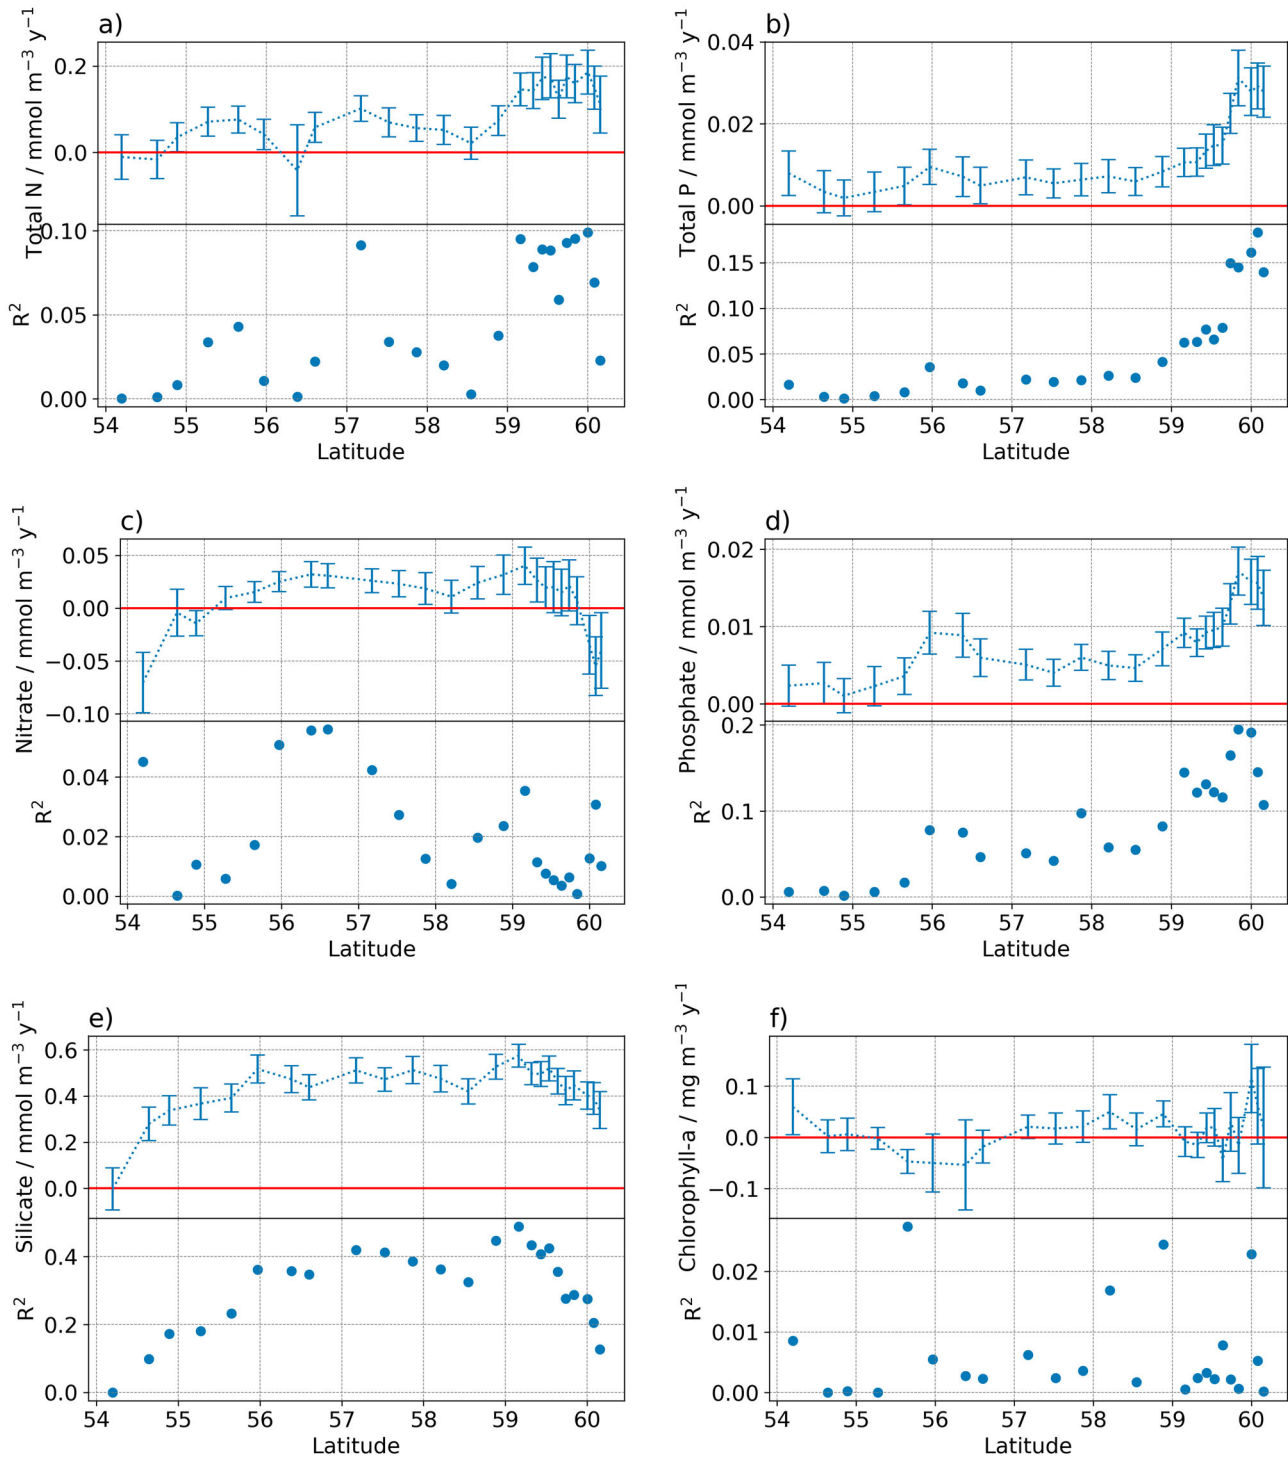 a)
Total N / mmol m⁻³ y⁻¹
0.2
0.0
R²
0.10
0.05
0.00
54 55 56 57 58 59 60
Latitude
b)
Total P / mmol m⁻³ y⁻¹
0.04
0.02
0.00
R²
0.15
0.10
0.05
0.00
54 55 56 57 58 59 60
Latitude
c)
Nitrate / mmol m⁻³ y⁻¹
0.05
0.00
−0.05
−0.10
R²
0.04
0.02
0.00
54 55 56 57 58 59 60
Latitude
d)
Phosphate / mmol m⁻³ y⁻¹
0.02
0.01
0.00
R²
0.2
0.1
0.0
54 55 56 57 58 59 60
Latitude
e)
Silicate / mmol m⁻³ y⁻¹
0.6
0.4
0.2
0.0
R²
0.4
0.2
0.0
54 55 56 57 58 59 60
Latitude
f)
Chlorophyll-a / mg m⁻³ y⁻¹
0.1
0.0
−0.1
R²
0.02
0.01
0.00
54 55 56 57 58 59 60
Latitude